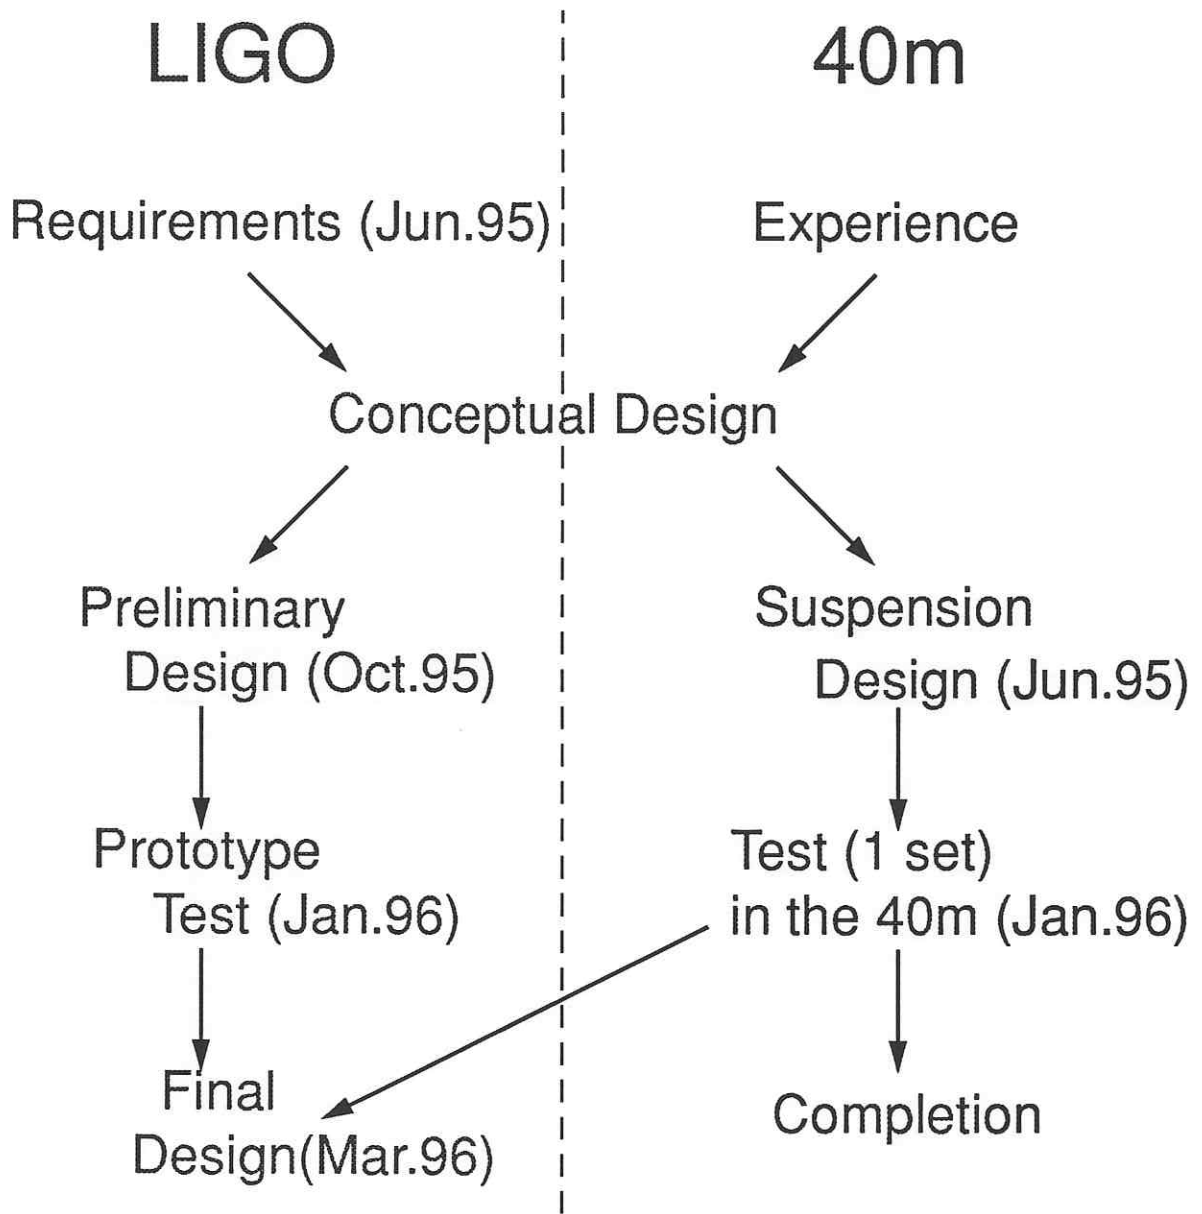 LIGO
40m
Requirements (Jun.95)
Experience
Conceptual Design
Preliminary
Design (Oct.95)
Suspension
Design (Jun.95)
Prototype
Test (Jan.96)
Test (1 set)
in the 40m (Jan.96)
Final
Design(Mar.96)
Completion